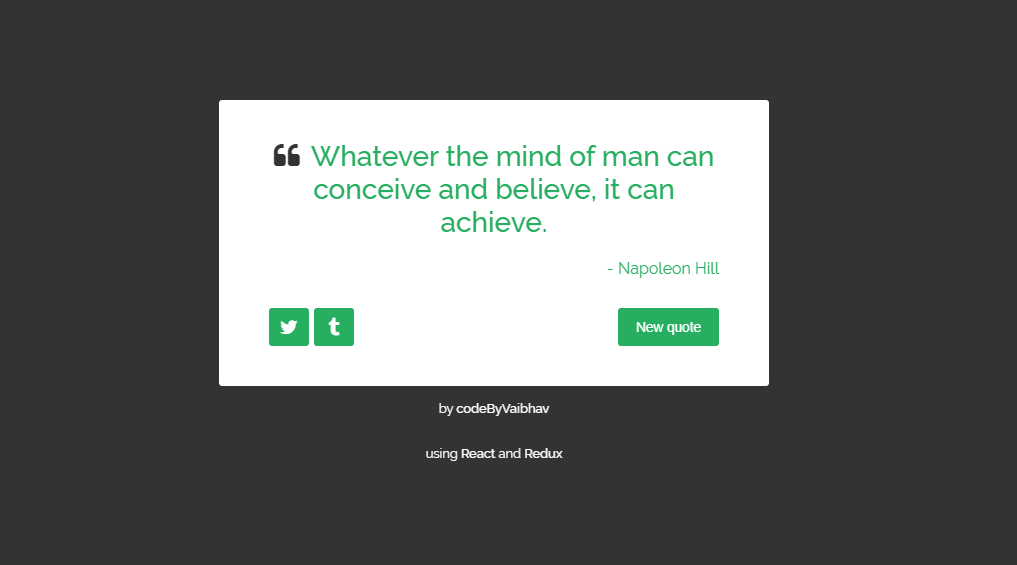 Whatever the mind of man can
conceive and believe, it can
achieve.
- Napoleon Hill
New quote
by codeByVaibhav
using React and Redux